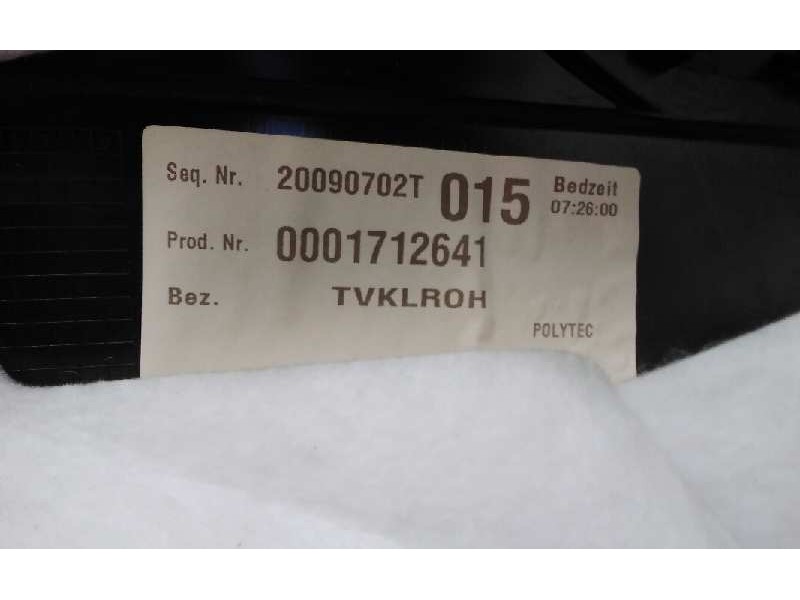 Seq. Nr. 20090702T 015 Bedzeit
07:26:00
Prod. Nr. 0001712641
Bez. TVKLROH
POLYTEC